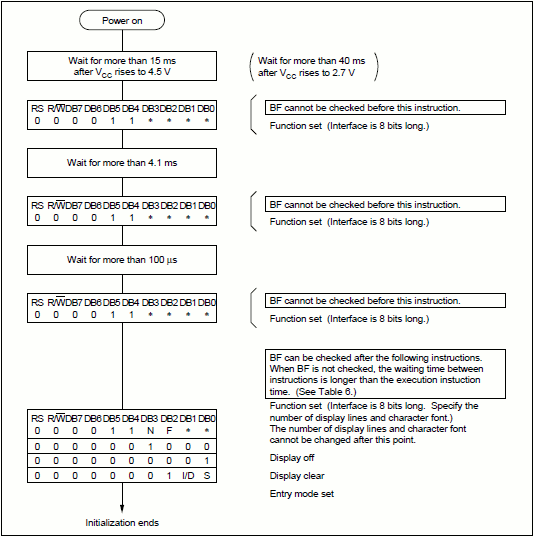 Power on
Wait for more than 15 ms
after VCC rises to 4.5 V
Wait for more than 40 ms
after VCC rises to 2.7 V
RS R/W DB7 DB6 DB5 DB4 DB3 DB2 DB1 DB0
0 0 0 0 1 1 * * * *
BF cannot be checked before this instruction.
Function set (Interface is 8 bits long.)
Wait for more than 4.1 ms
RS R/W DB7 DB6 DB5 DB4 DB3 DB2 DB1 DB0
0 0 0 0 1 1 * * * *
BF cannot be checked before this instruction.
Function set (Interface is 8 bits long.)
Wait for more than 100 μs
RS R/W DB7 DB6 DB5 DB4 DB3 DB2 DB1 DB0
0 0 0 0 1 1 * * * *
BF cannot be checked before this instruction.
Function set (Interface is 8 bits long.)
BF can be checked after the following instructions.
When BF is not checked, the waiting time between
instructions is longer than the execution instuction
time. (See Table 6.)
RS R/W DB7 DB6 DB5 DB4 DB3 DB2 DB1 DB0
0 0 0 0 1 1 N F * *
0 0 0 0 0 0 1 0 0 0
0 0 0 0 0 0 0 0 0 1
0 0 0 0 0 0 0 1 I/D S
Function set (Interface is 8 bits long. Specify the
number of display lines and character font.)
The number of display lines and character font
cannot be changed after this point.
Display off
Display clear
Entry mode set
Initialization ends